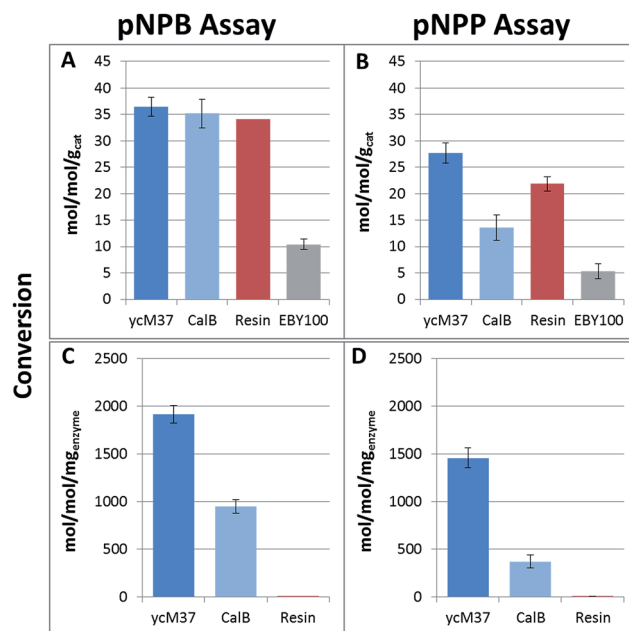 pNPB Assay
pNPP Assay
Conversion
A
mol/mol/gcat
45
40
35
30
25
20
15
10
5
0
ycM37 CalB Resin EBY100
B
mol/mol/gcat
45
40
35
30
25
20
15
10
5
0
ycM37 CalB Resin EBY100
C
mol/mol/mgenzyme
2500
2000
1500
1000
500
0
ycM37 CalB Resin
D
mol/mol/mgenzyme
2500
2000
1500
1000
500
0
ycM37 CalB Resin